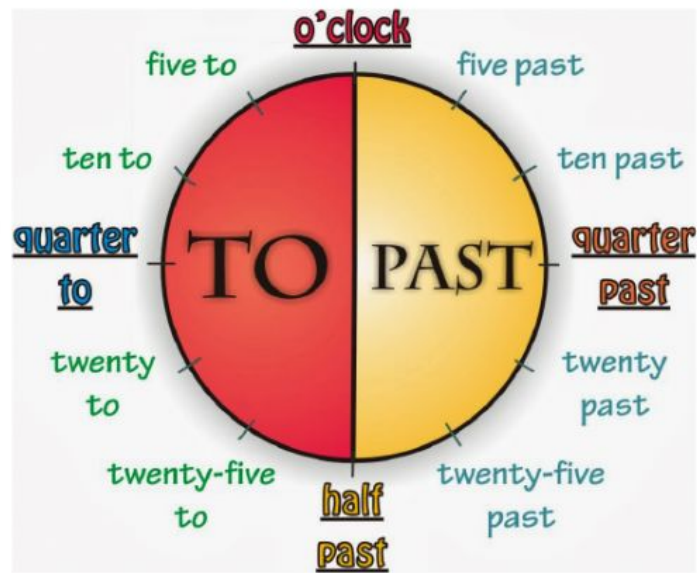 o'clock
five to
five past
ten to
ten past
quarter
to
TO
PAST
quarter
past
twenty
to
twenty
past
twenty-five
to
half
past
twenty-five
past